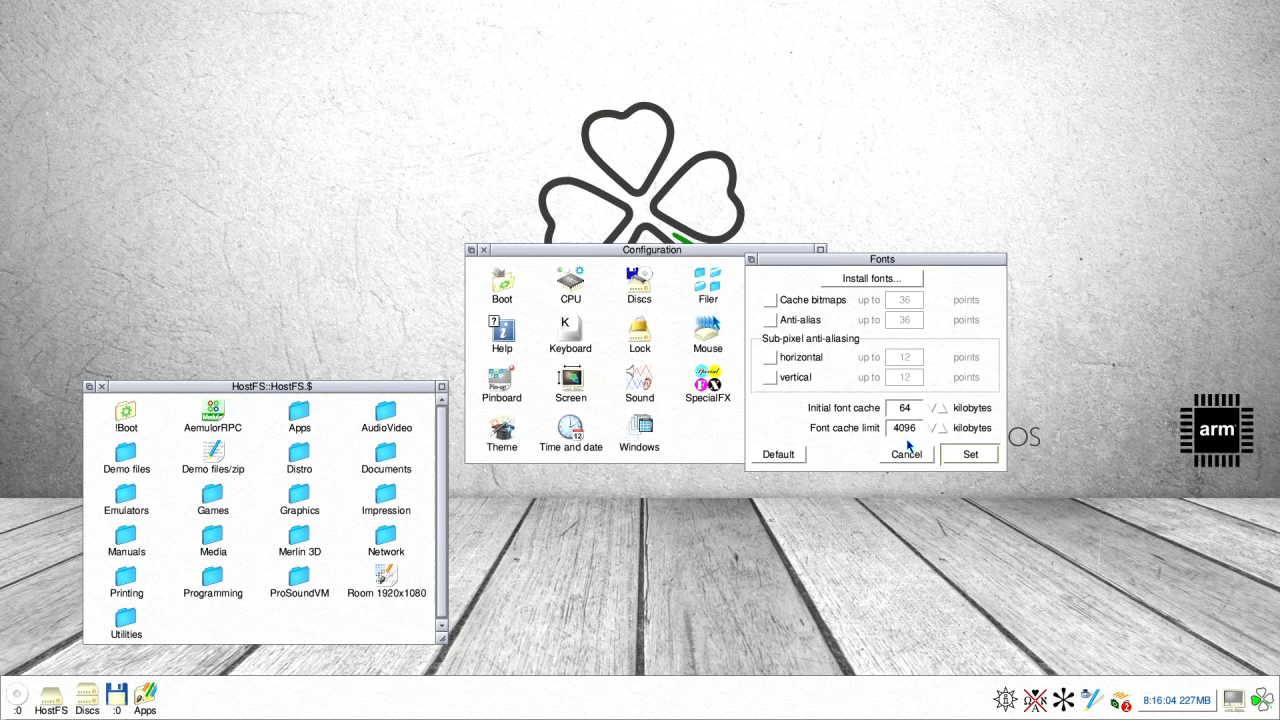 Configuration
Boot CPU Discs Filer
Help Keyboard Lock Mouse
Pinboard Screen Sound SpecialFX
Theme Time and date Windows
Fonts
Install fonts...
Cache bitmaps up to 36 points
Anti-alias up to 36 points
Sub-pixel anti-aliasing
horizontal up to 12 points
vertical up to 12 points
Initial font cache 64 kilobytes
Font cache limit 4096 kilobytes
Default Cancel Set
OS
arm
HostFS::HostFS.$
!Boot AemulorRPC Apps AudioVideo
Demo files Demo files/zip Distro Documents
Emulators Games Graphics Impression
Manuals Media Merlin 3D Network
Printing Programming ProSoundVM Room 1920x1080
Utilities
:0 HostFS Discs :0 Apps
8:16:04 227MB